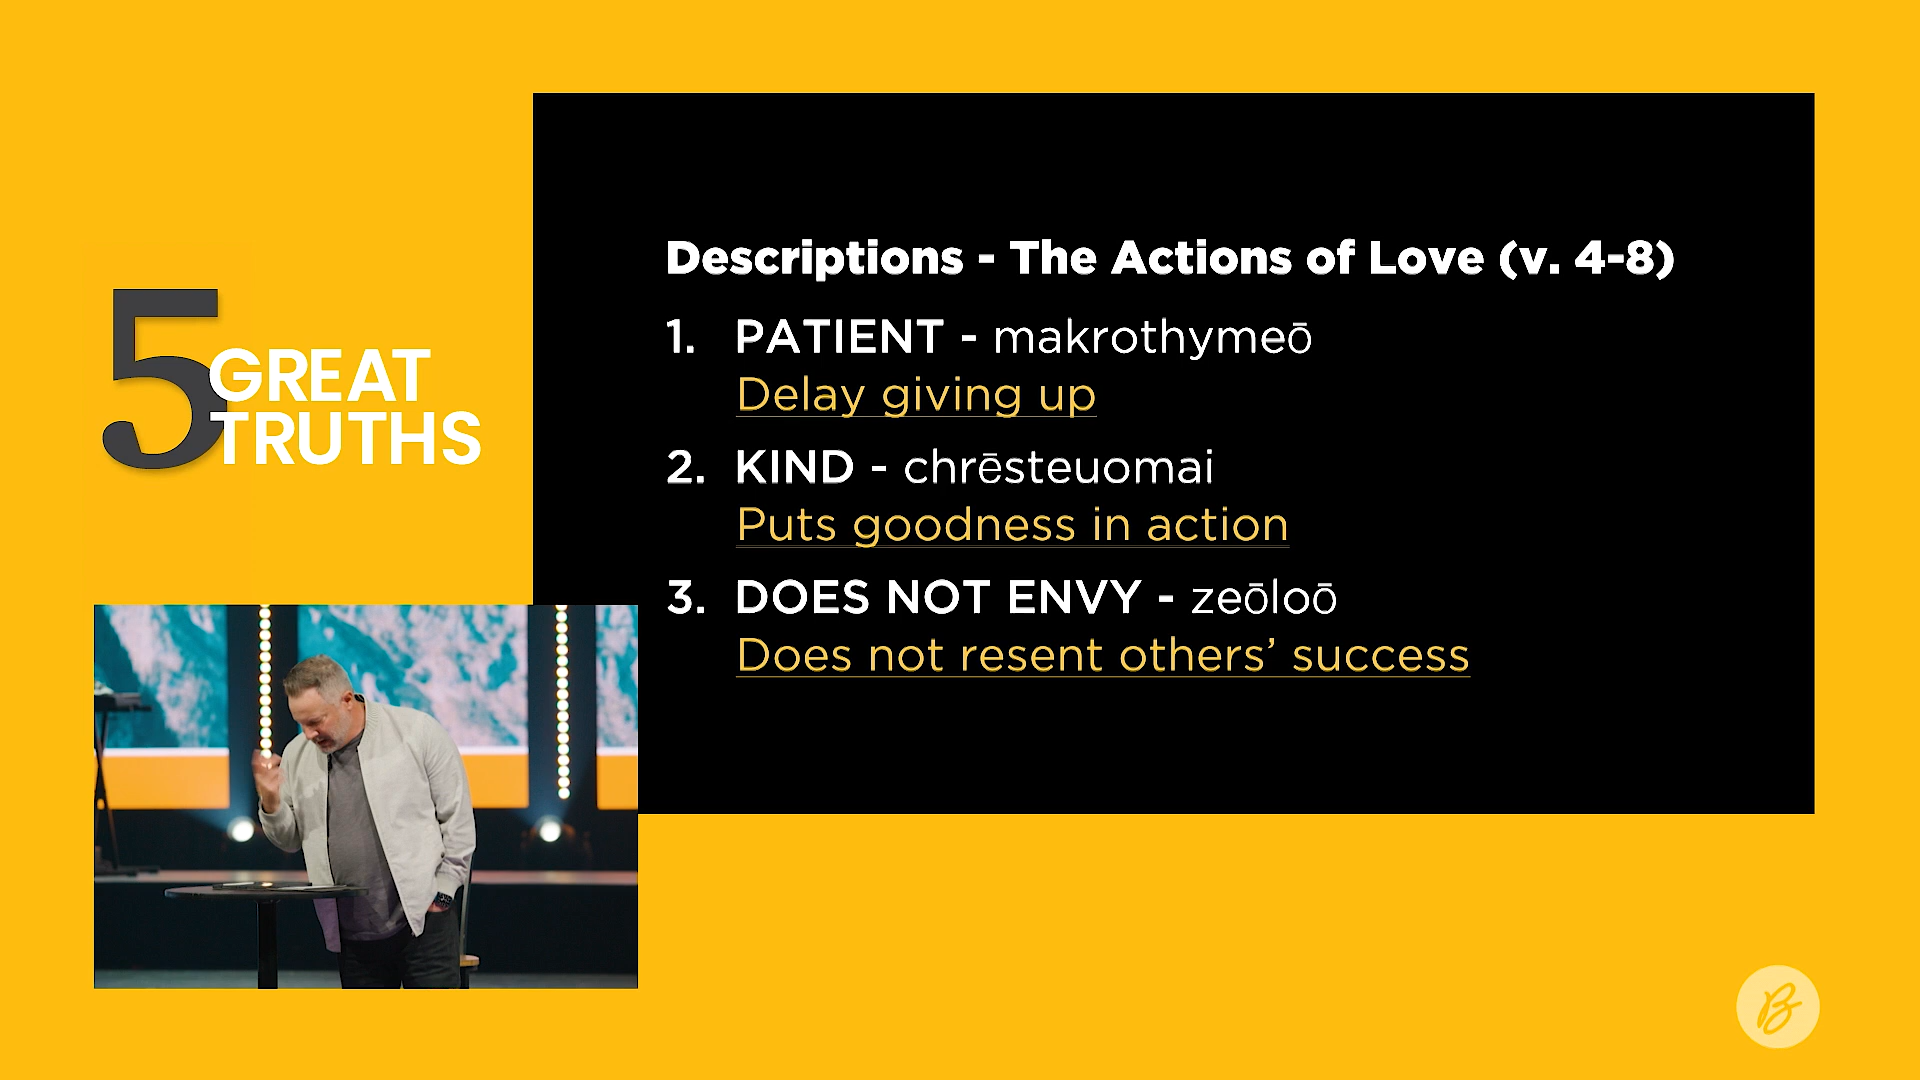 5 GREAT
TRUTHS
Descriptions - The Actions of Love (v. 4-8)
1. PATIENT - makrothymeō
Delay giving up
2. KIND - chrēsteuomai
Puts goodness in action
3. DOES NOT ENVY - zeōloō
Does not resent others’ success
B